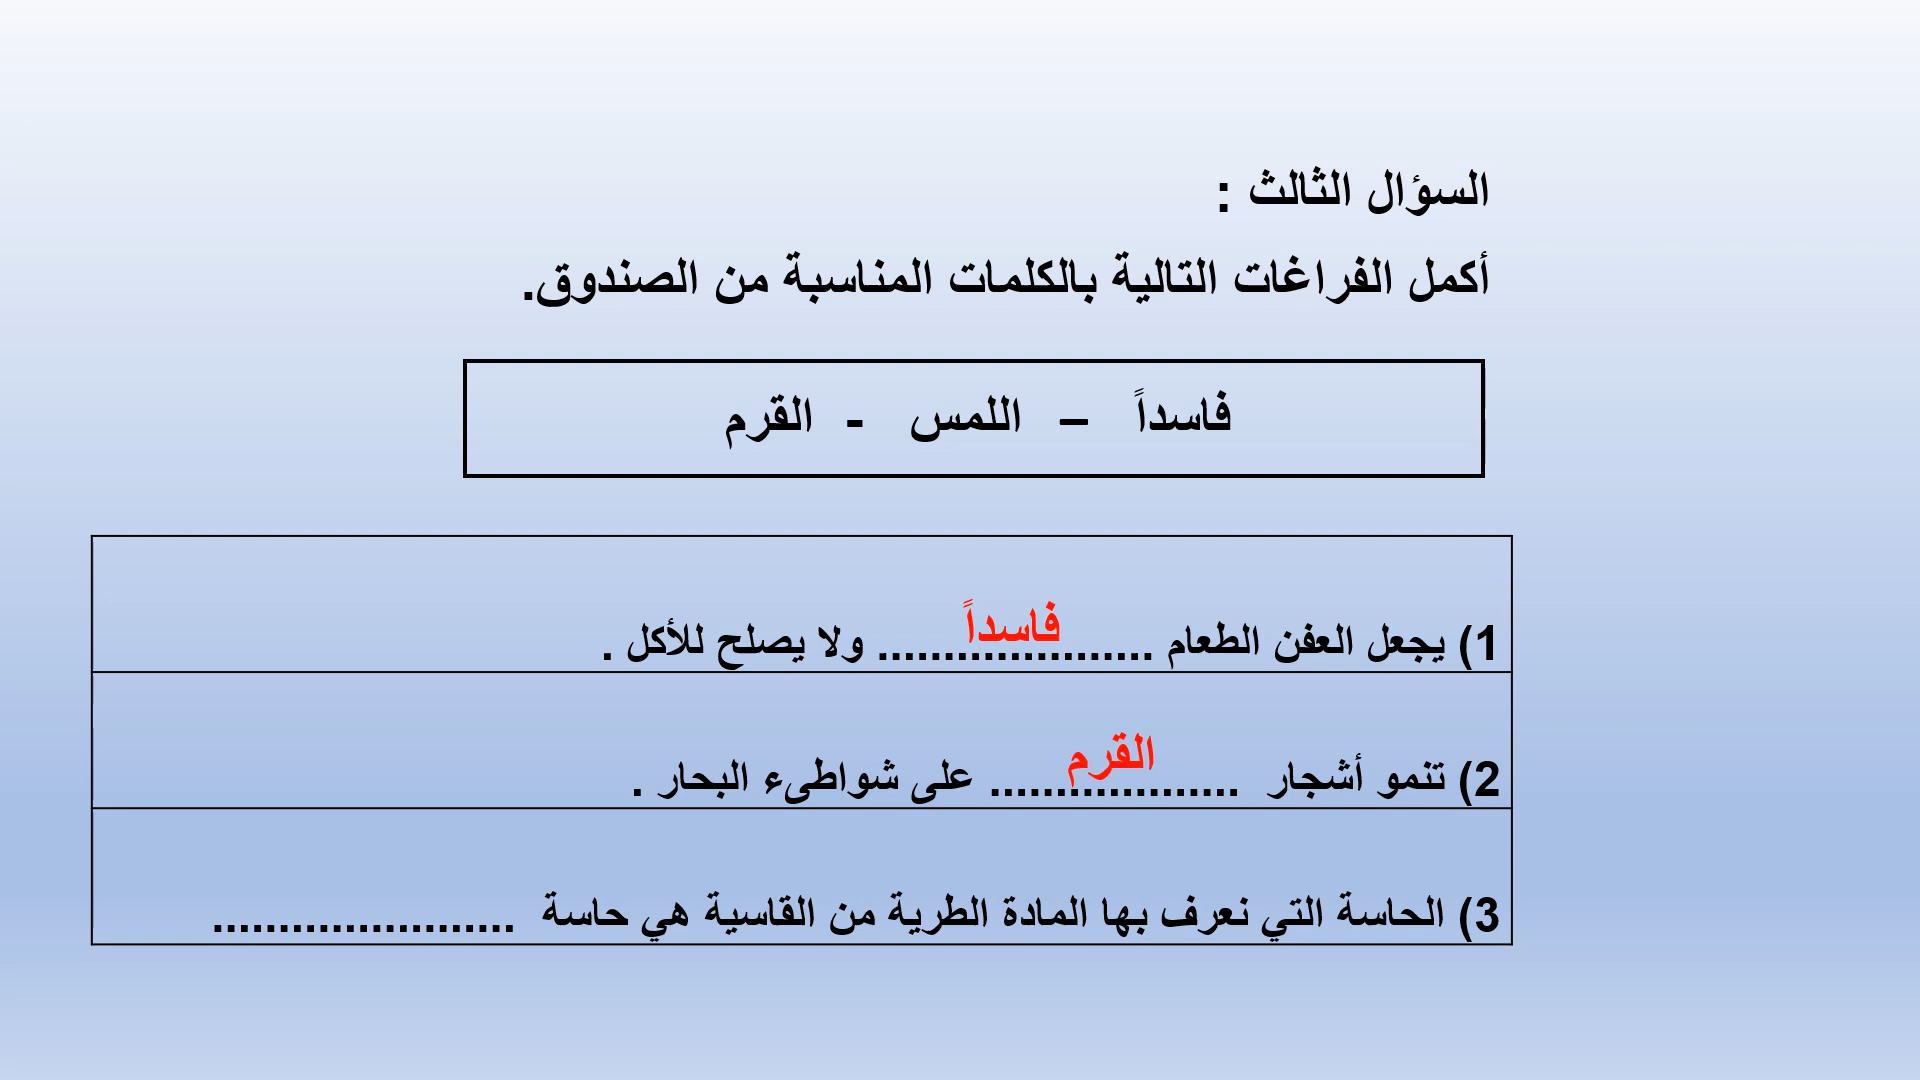 السؤال الثالث :
أكمل الفراغات التالية بالكلمات المناسبة من الصندوق.
فاسداً – اللمس - القرم
1) يجعل العفن الطعام ..................... ولا يصلح للأكل .
فاسداً
2) تنمو أشجار ................... على شواطىء البحار .
القرم
3) الحاسة التي نعرف بها المادة الطرية من القاسية هي حاسة .......................